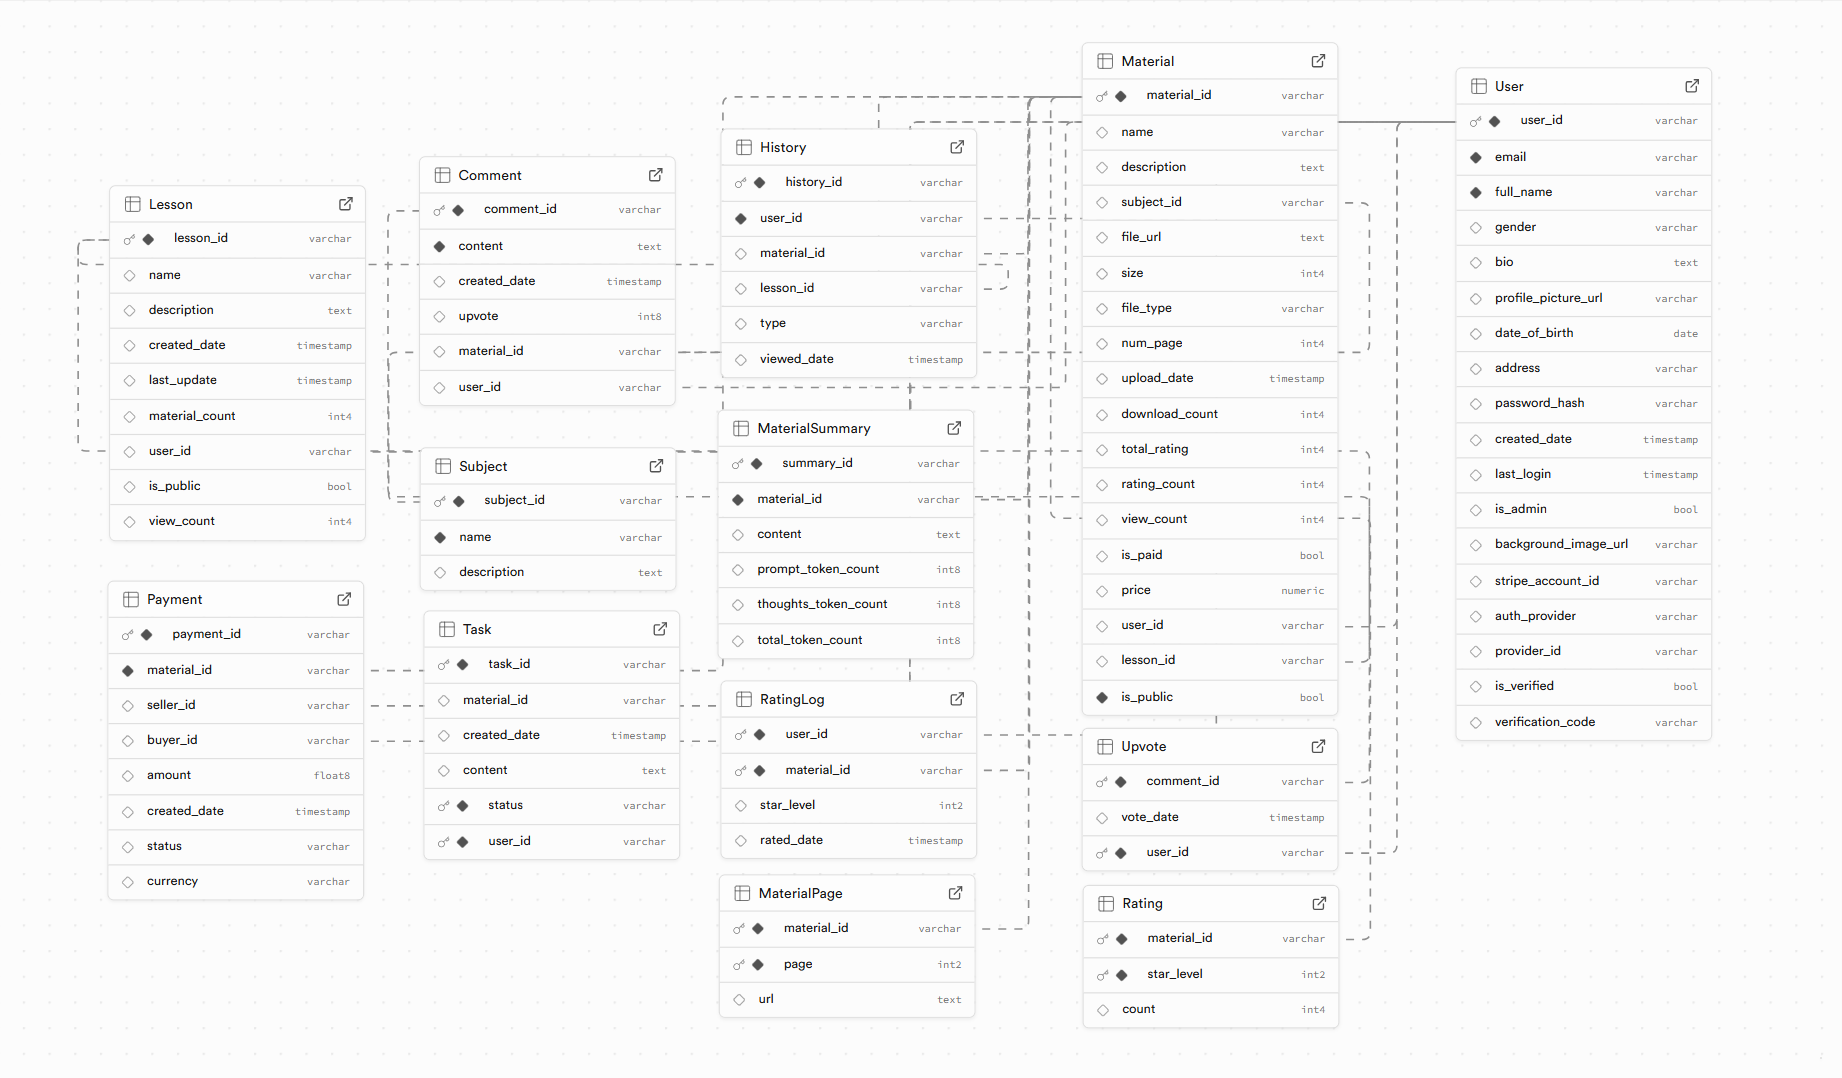 Lesson
lesson_id varchar
name varchar
description text
created_date timestamp
last_update timestamp
material_count int4
user_id varchar
is_public bool
view_count int4
Payment
payment_id varchar
material_id varchar
seller_id varchar
buyer_id varchar
amount float8
created_date timestamp
status varchar
currency varchar
Comment
comment_id varchar
content text
created_date timestamp
upvote int8
material_id varchar
user_id varchar
Subject
subject_id varchar
name varchar
description text
Task
task_id varchar
material_id varchar
created_date timestamp
content text
status varchar
user_id varchar
History
history_id varchar
user_id varchar
material_id varchar
lesson_id varchar
type varchar
viewed_date timestamp
MaterialSummary
summary_id varchar
material_id varchar
content text
prompt_token_count int8
thoughts_token_count int8
total_token_count int8
RatingLog
user_id varchar
material_id varchar
star_level int2
rated_date timestamp
MaterialPage
material_id varchar
page int2
url text
Material
material_id varchar
name varchar
description text
subject_id varchar
file_url text
size int4
file_type varchar
num_page int4
upload_date timestamp
download_count int4
total_rating int4
rating_count int4
view_count int4
is_paid bool
price numeric
user_id varchar
lesson_id varchar
is_public bool
Upvote
comment_id varchar
vote_date timestamp
user_id varchar
Rating
material_id varchar
star_level int2
count int4
User
user_id varchar
email varchar
full_name varchar
gender varchar
bio text
profile_picture_url varchar
date_of_birth date
address varchar
password_hash varchar
created_date timestamp
last_login timestamp
is_admin bool
background_image_url varchar
stripe_account_id varchar
auth_provider varchar
provider_id varchar
is_verified bool
verification_code varchar